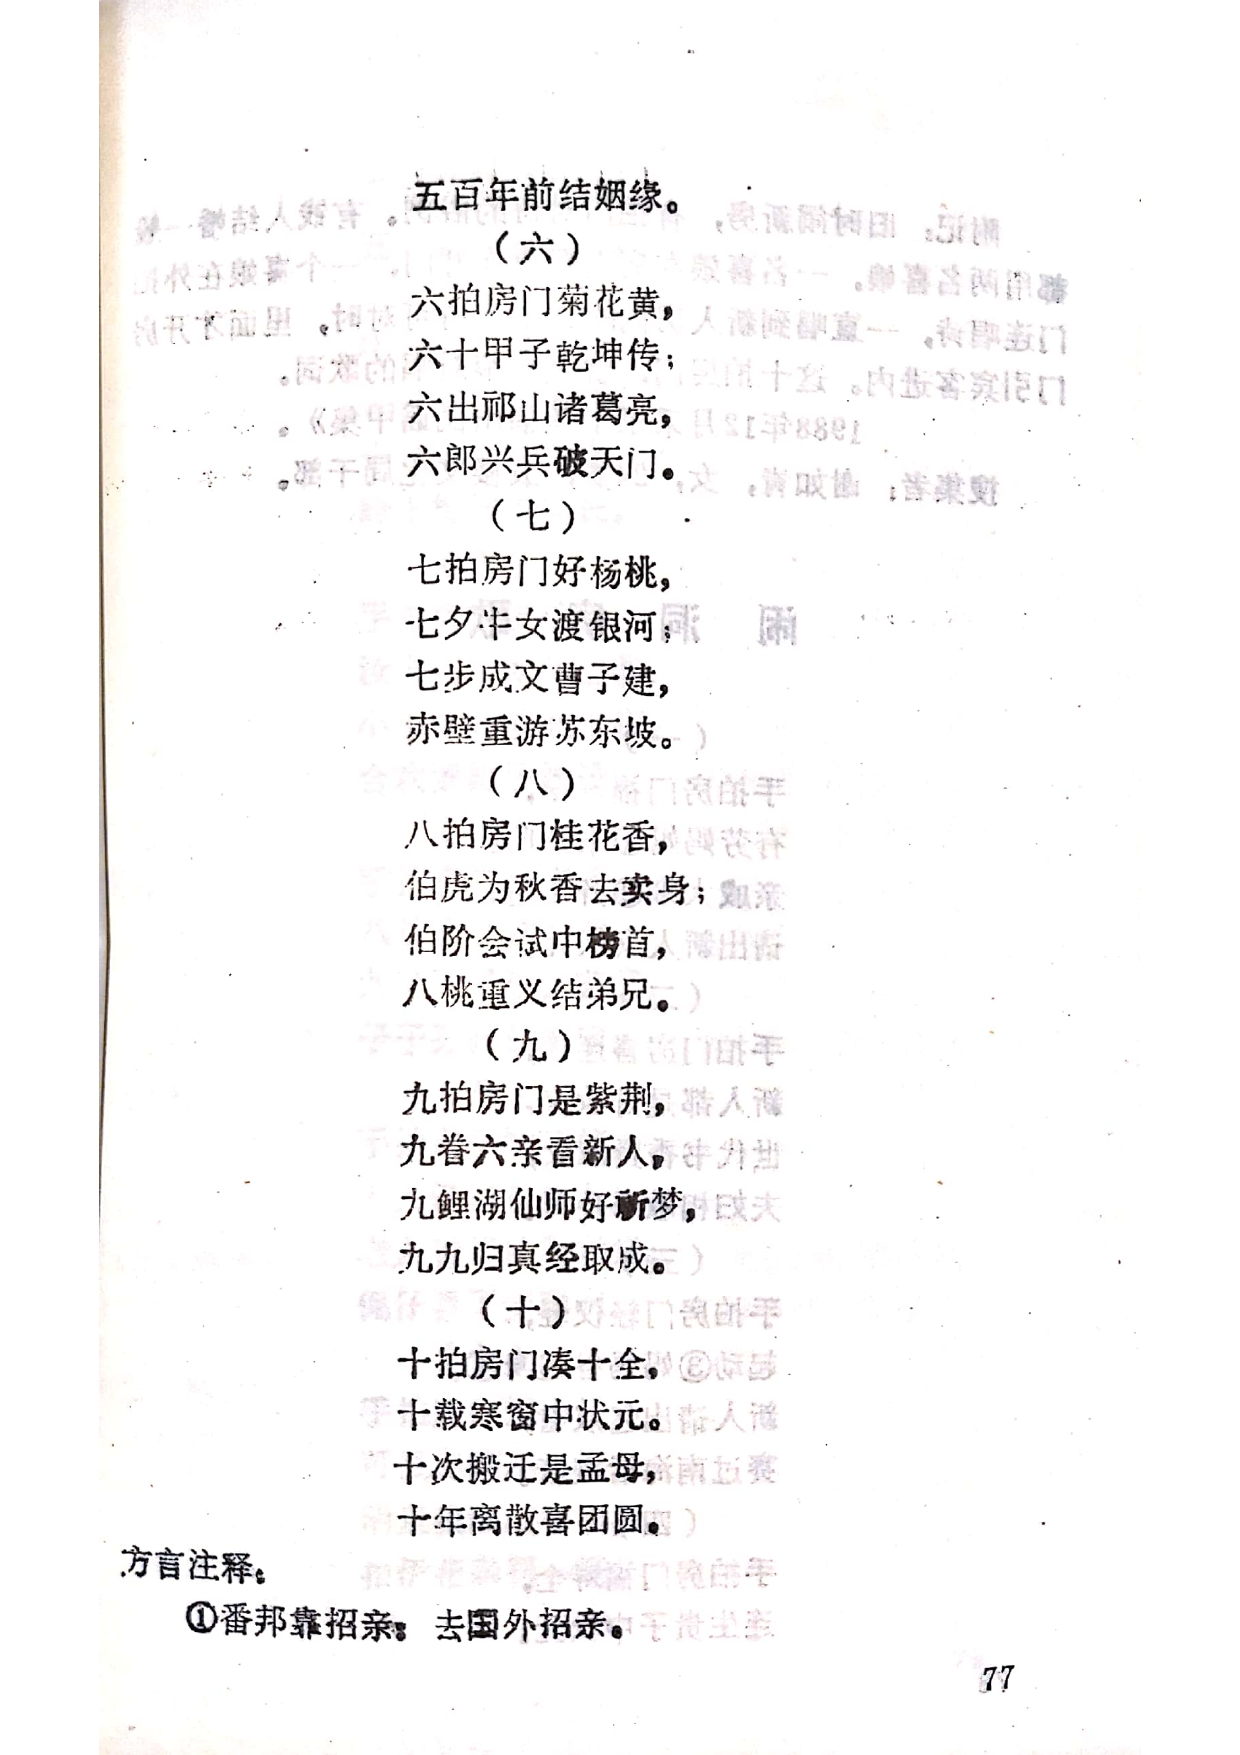 五百年前结姻缘。
（六）
六拍房门菊花黄，
六十甲子乾坤传；
六出祁山诸葛亮，
六郎兴兵破天门。
（七）
七拍房门好杨桃，
七夕牛女渡银河；
七步成文曹子建，
赤壁重游苏东坡。
（八）
八拍房门桂花香，
伯虎为秋香去卖身；
伯阶会试中榜首，
八桃重义结弟兄。
（九）
九拍房门是紫荆，
九眷六亲看新人，
九鲤湖仙师好祈梦，
九九归真经取成。
（十）
十拍房门凑十全，
十载寒窗中状元。
十次搬迁是孟母，
十年离散喜团圆。
方言注释：
①番邦靠招亲：去国外招亲。
77